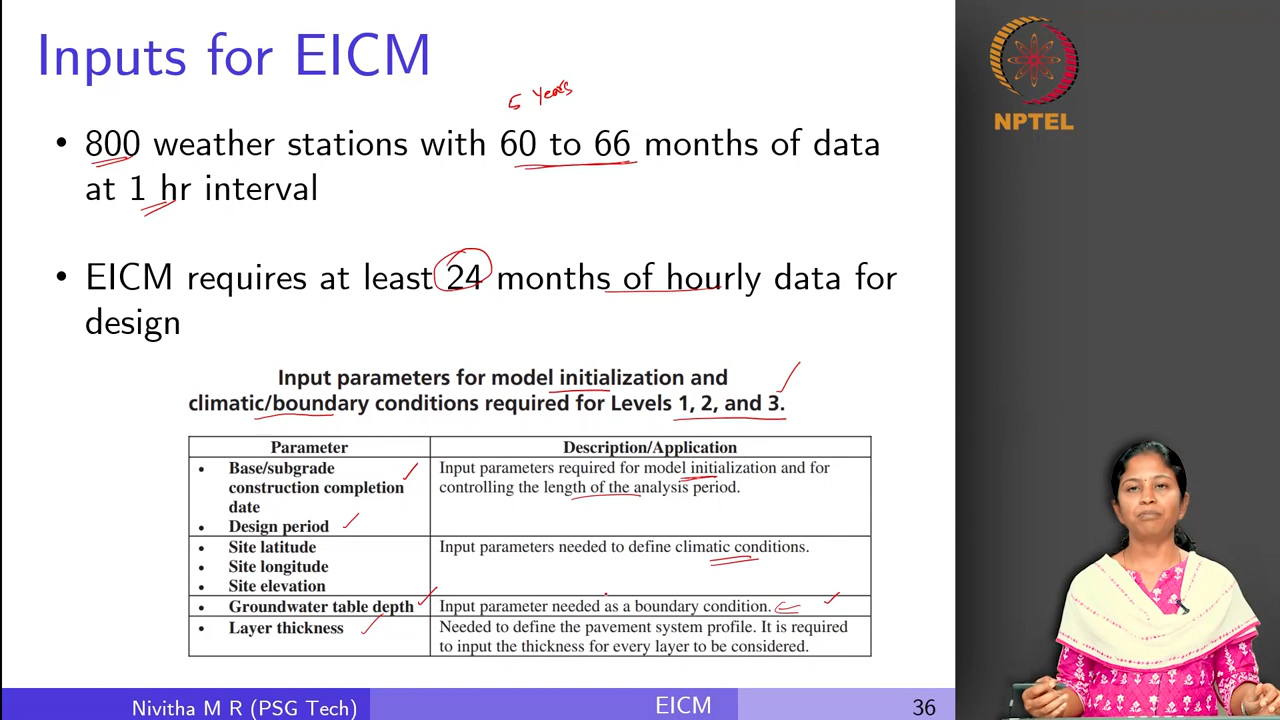 Inputs for EICM
5 Years
• 800 weather stations with 60 to 66 months of data
at 1 hr interval
• EICM requires at least 24 months of hourly data for
design
Input parameters for model initialization and
climatic/boundary conditions required for Levels 1, 2, and 3.
Parameter Description/Application
• Base/subgrade
construction completion
date
• Design period
Input parameters required for model initialization and for
controlling the length of the analysis period.
• Site latitude
• Site longitude
• Site elevation
Input parameters needed to define climatic conditions.
• Groundwater table depth
Input parameter needed as a boundary condition.
• Layer thickness
Needed to define the pavement system profile. It is required
to input the thickness for every layer to be considered.
Nivitha M R (PSG Tech) EICM 36
NPTEL